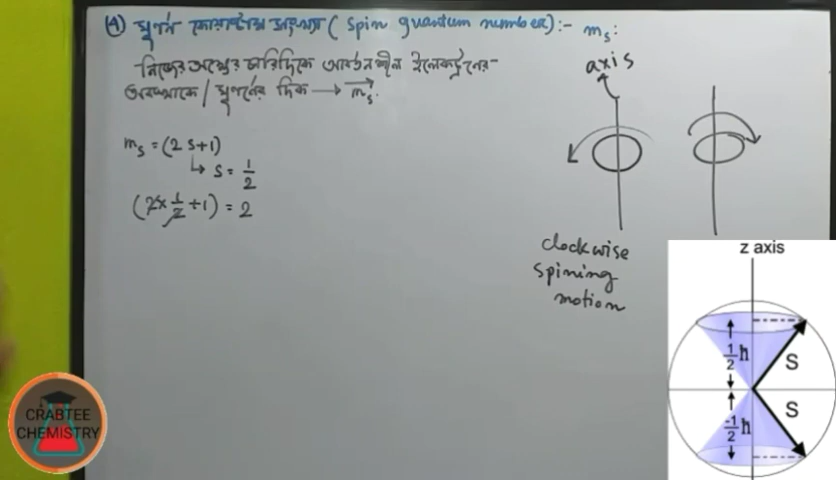 (4) ঘূর্ণন কোয়ান্টাম সংখ্যা (Spin quantum number):- mₛ:
নিজের অক্ষের চারিদিকে আবর্তনশীল ইলেকট্রনের-
অবস্থাকে / ঘূর্ণনের দিক ⟶ mₛ.
mₛ = (2s+1)
↳ s = 1/2
(2×1/2+1) = 2
axis
clockwise
spining
motion
z axis
1/2 h
S
S
-1/2 h
CRABTEE
CHEMISTRY